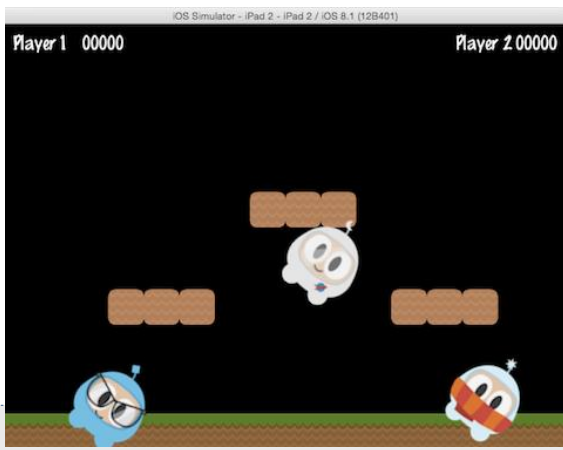 iOS Simulator - iPad 2 - iPad 2 / iOS 8.1 (12B401)
Player 1 00000
Player 2 00000